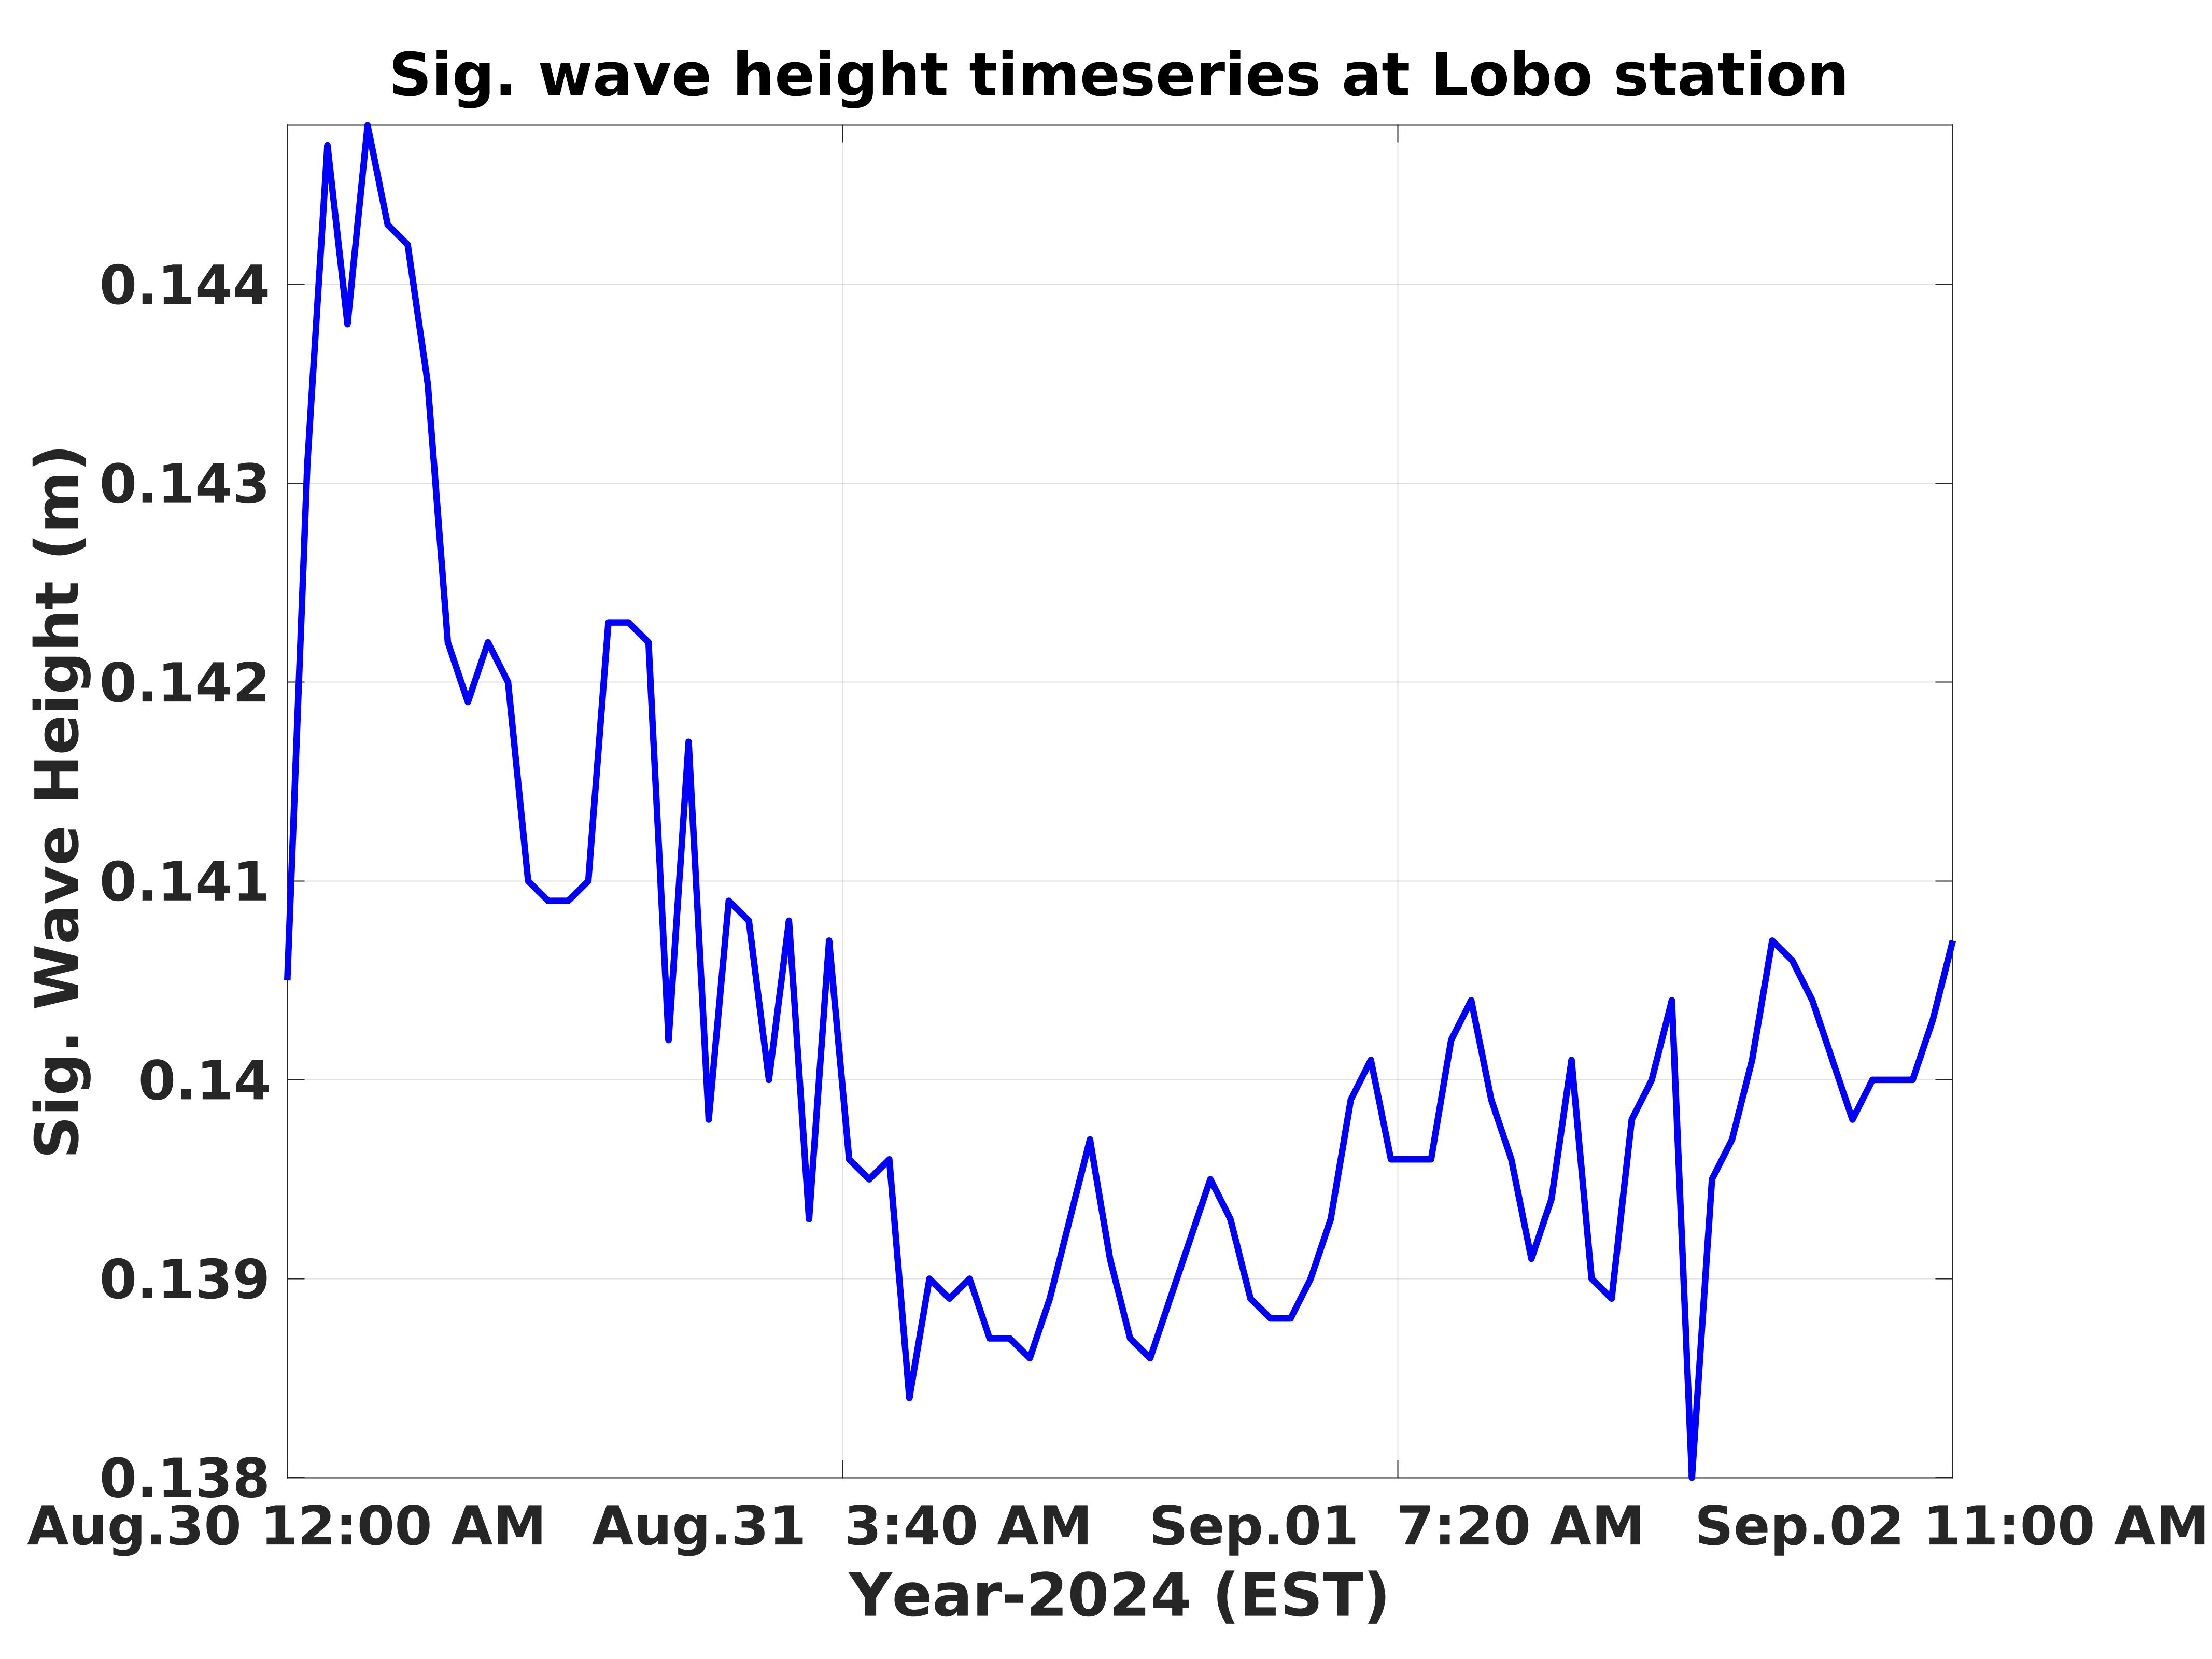 Sig. wave height timeseries at Lobo station
Sig. Wave Height (m)
0.144
0.143
0.142
0.141
0.14
0.139
0.138
Aug.30 12:00 AM Aug.31 3:40 AM Sep.01 7:20 AM Sep.02 11:00 AM
Year-2024 (EST)